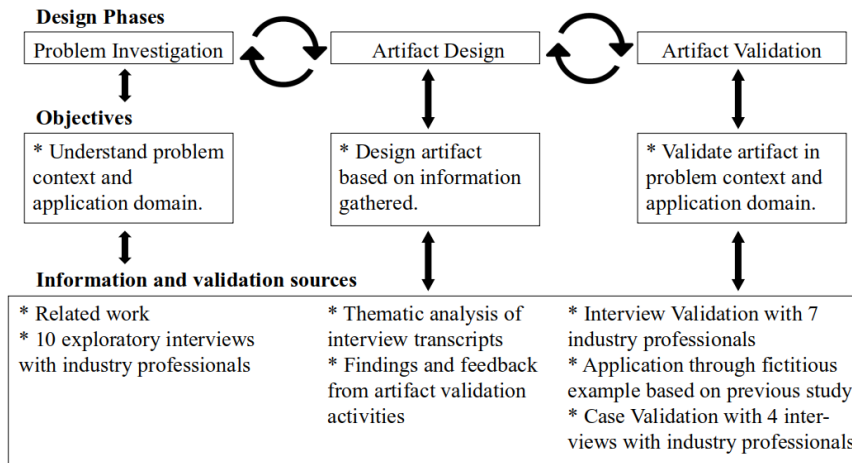 Design Phases
Problem Investigation
Artifact Design
Artifact Validation
Objectives
* Understand problem
context and
application domain.
* Design artifact
based on information
gathered.
* Validate artifact in
problem context and
application domain.
Information and validation sources
* Related work
* 10 exploratory interviews
with industry professionals
* Thematic analysis of
interview transcripts
* Findings and feedback
from artifact validation
activities
* Interview Validation with 7
industry professionals
* Application through fictitious
example based on previous study
* Case Validation with 4 inter-
views with industry professionals